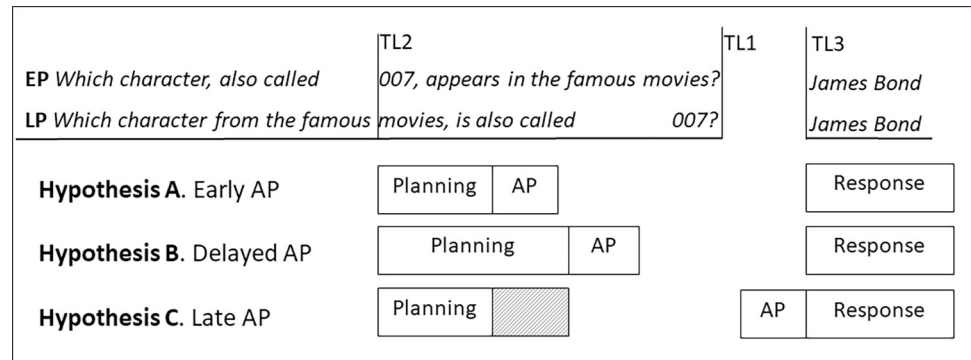 TL2 TL1 TL3
EP Which character, also called 007, appears in the famous movies? James Bond
LP Which character from the famous movies, is also called 007? James Bond
Hypothesis A. Early AP Planning AP Response
Hypothesis B. Delayed AP Planning AP Response
Hypothesis C. Late AP Planning AP Response